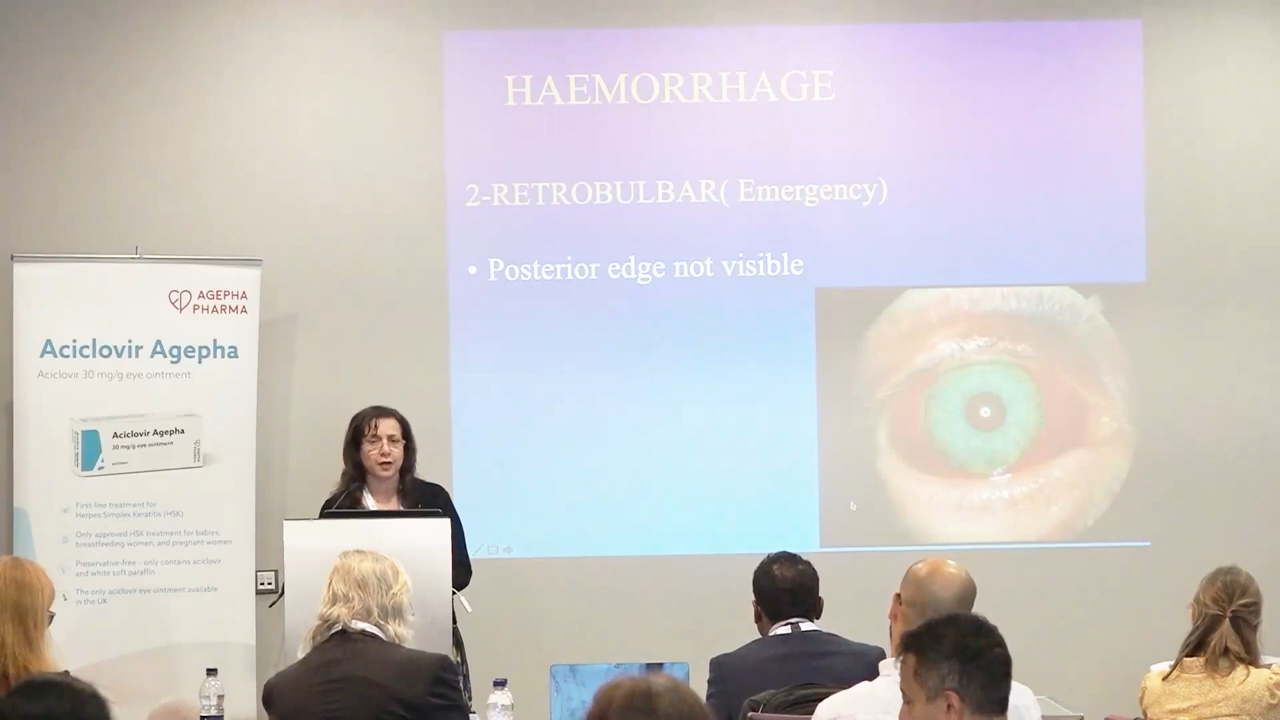 HAEMORRHAGE
2-RETROBULBAR( Emergency)
• Posterior edge not visible
AGEPHA
PHARMA
Aciclovir Agepha
Aciclovir 30 mg/g eye ointment
Aciclovir Agepha
30 mg/g eye ointment
First-line treatment for
Herpes Simplex Keratitis (HSK)
Only approved HSK treatment for babies,
breastfeeding women, and pregnant women
Preservative-free – only contains aciclovir
and white soft paraffin
The only aciclovir eye ointment available
in the UK